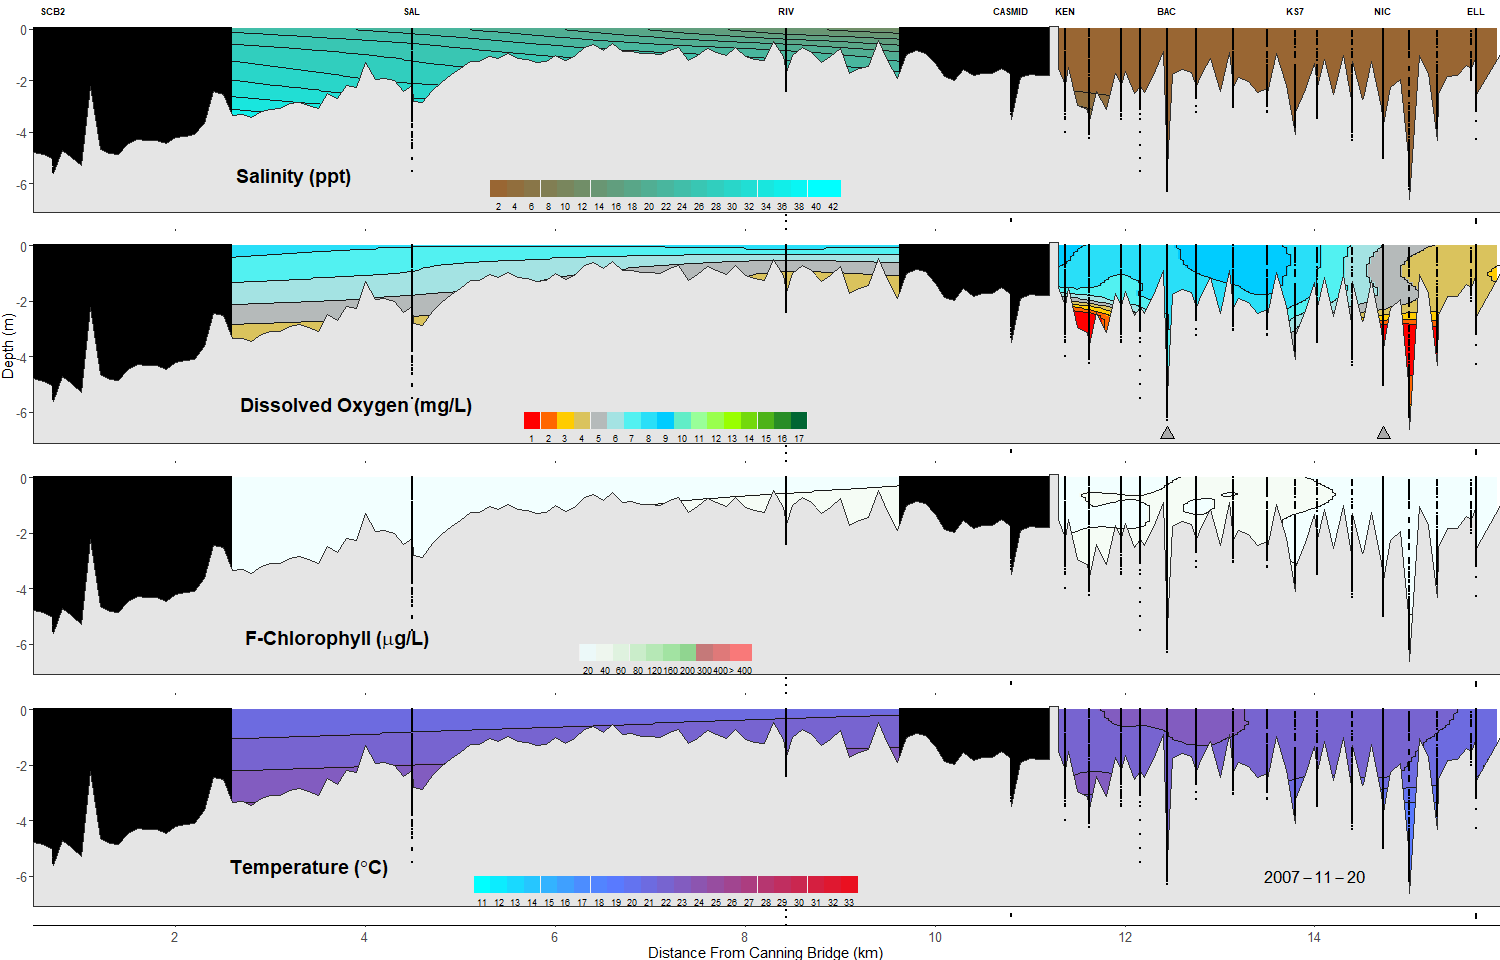 SCB2 SAL RIV CASMID KEN BAC KS7 NIC ELL
0
-2
-4
-6
Salinity (ppt)
2 4 6 8 10 12 14 16 18 20 22 24 26 28 30 32 34 36 38 40 42
0
-2
-4
-6
Depth (m)
Dissolved Oxygen (mg/L)
1 2 3 4 5 6 7 8 9 10 11 12 13 14 15 16 17
0
-2
-4
-6
F-Chlorophyll (µg/L)
20 40 60 80 120 160 200 300 400 > 400
0
-2
-4
-6
Temperature (°C)
11 12 13 14 15 16 17 18 19 20 21 22 23 24 25 26 27 28 29 30 31 32 33
2007 – 11 – 20
2 4 6 8 10 12 14
Distance From Canning Bridge (km)